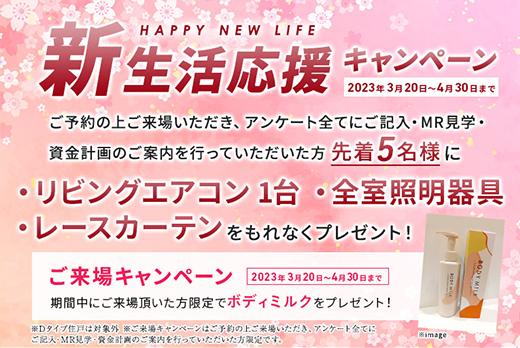 HAPPY NEW LIFE
新生活応援キャンペーン
2023年3月20日〜4月30日まで
ご予約の上ご来場いただき、アンケート全てにご記入・MR見学・
資金計画のご案内を行っていただいた方 先着5名様に
・リビングエアコン1台 ・全室照明器具
・レースカーテンをもれなくプレゼント！
ご来場キャンペーン 2023年3月20日〜4月30日まで
期間中にご来場頂いた方限定でボディミルクをプレゼント！
BODY MILK
BODY MILK
※image
※Dタイプ住戸は対象外 ※ご来場キャンペーンはご予約の上ご来場いただき、アンケート全てに
ご記入・MR見学・資金計画のご案内を行っていただいた方限定です。